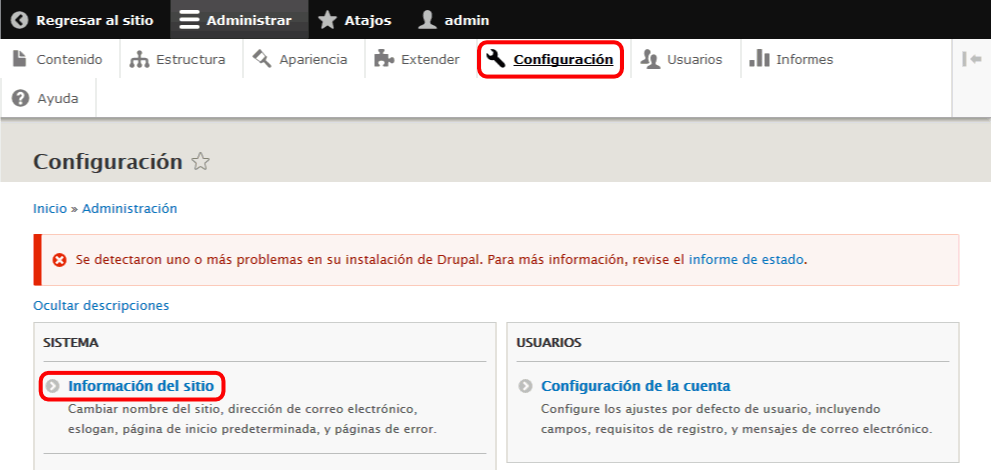 Regresar al sitio Administrar Atajos admin
Contenido Estructura Apariencia Extender Configuración Usuarios Informes
Ayuda
Configuración
Inicio » Administración
Se detectaron uno o más problemas en su instalación de Drupal. Para más información, revise el informe de estado.
Ocultar descripciones
SISTEMA
Información del sitio
Cambiar nombre del sitio, dirección de correo electrónico,
eslogan, página de inicio predeterminada, y páginas de error.
USUARIOS
Configuración de la cuenta
Configure los ajustes por defecto de usuario, incluyendo
campos, requisitos de registro, y mensajes de correo electrónico.